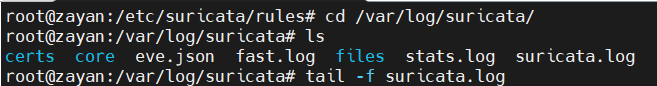 root@zayan:/etc/suricata/rules# cd /var/log/suricata/
root@zayan:/var/log/suricata# ls
certs core eve.json fast.log files stats.log suricata.log
root@zayan:/var/log/suricata# tail -f suricata.log